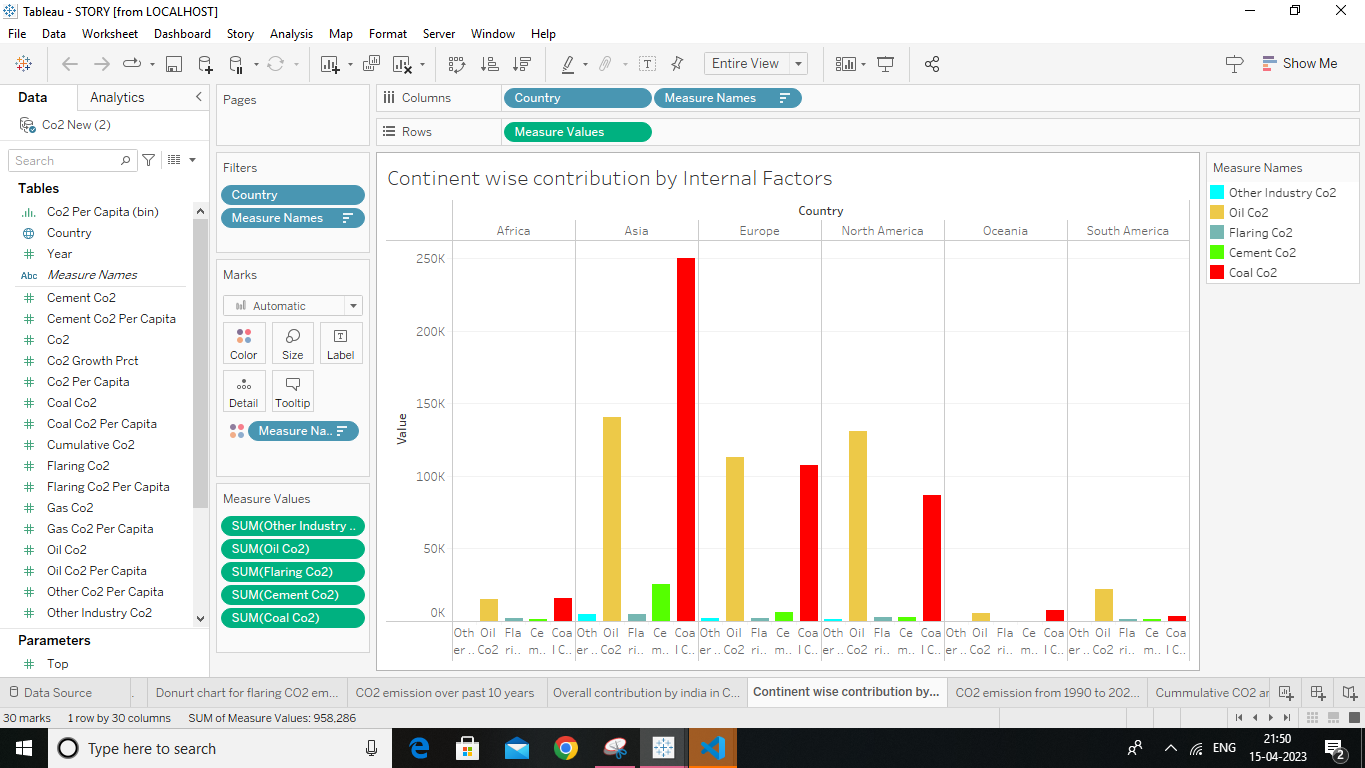 Tableau - STORY [from LOCALHOST]
File Data Worksheet Dashboard Story Analysis Map Format Server Window Help
Entire View
Show Me
Data Analytics
Co2 New (2)
Search
Tables
Co2 Per Capita (bin)
Country
Year
Abc Measure Names
Cement Co2
Cement Co2 Per Capita
Co2
Co2 Growth Prct
Co2 Per Capita
Coal Co2
Coal Co2 Per Capita
Cumulative Co2
Flaring Co2
Flaring Co2 Per Capita
Gas Co2
Gas Co2 Per Capita
Oil Co2
Oil Co2 Per Capita
Other Co2 Per Capita
Other Industry Co2
Parameters
Top
Pages
Filters
Country
Measure Names
Marks
Automatic
Color Size Label
Detail Tooltip
Measure Na..
Measure Values
SUM(Other Industry ..
SUM(Oil Co2)
SUM(Flaring Co2)
SUM(Cement Co2)
SUM(Coal Co2)
Columns Country Measure Names
Rows Measure Values
Continent wise contribution by Internal Factors
Country
Africa Asia Europe North America Oceania South America
250K
200K
150K
100K
50K
0K
Value
Oth Oil Fla Ce Coa Oth Oil Fla Ce Coa Oth Oil Fla Ce Coa Oth Oil Fla Ce Coa Oth Oil Fla Ce Coa Oth Oil Fla Ce Coa
er .. Co2 ri.. m.. l C.. er .. Co2 ri.. m.. l C.. er .. Co2 ri.. m.. l C.. er .. Co2 ri.. m.. l C.. er .. Co2 ri.. m.. l C.. er .. Co2 ri.. m.. l C..
Measure Names
Other Industry Co2
Oil Co2
Flaring Co2
Cement Co2
Coal Co2
Data Source . Donurt chart for flaring CO2 em... CO2 emission over past 10 years Overall contribution by india in C... Continent wise contribution by... CO2 emission from 1990 to 202... Cummulative CO2 ar
30 marks 1 row by 30 columns SUM of Measure Values: 958,286
Type here to search
ENG
21:50
15-04-2023
2